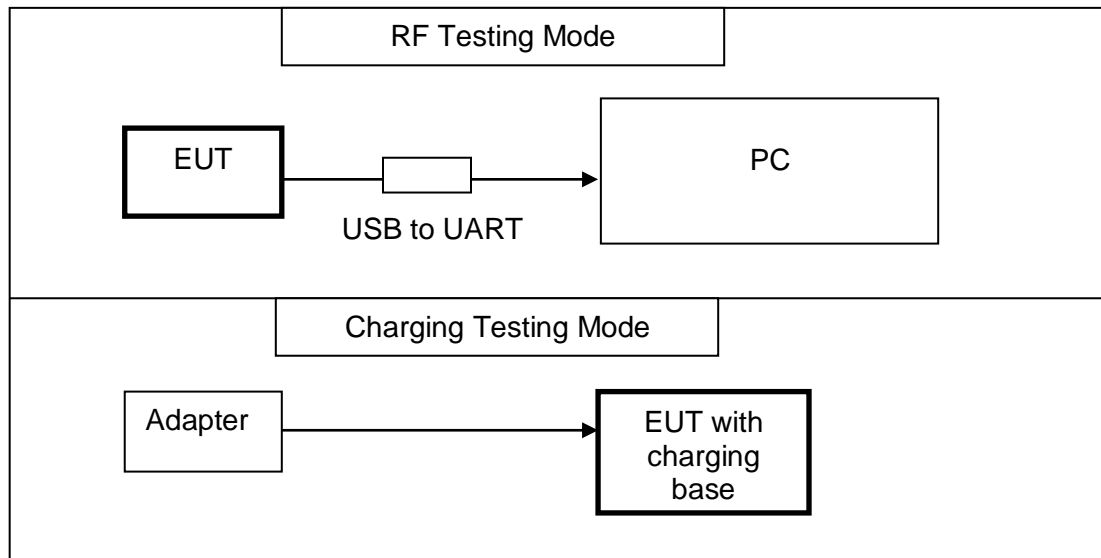 RF Testing Mode
EUT
PC
USB to UART
Charging Testing Mode
Adapter
EUT with
charging
base